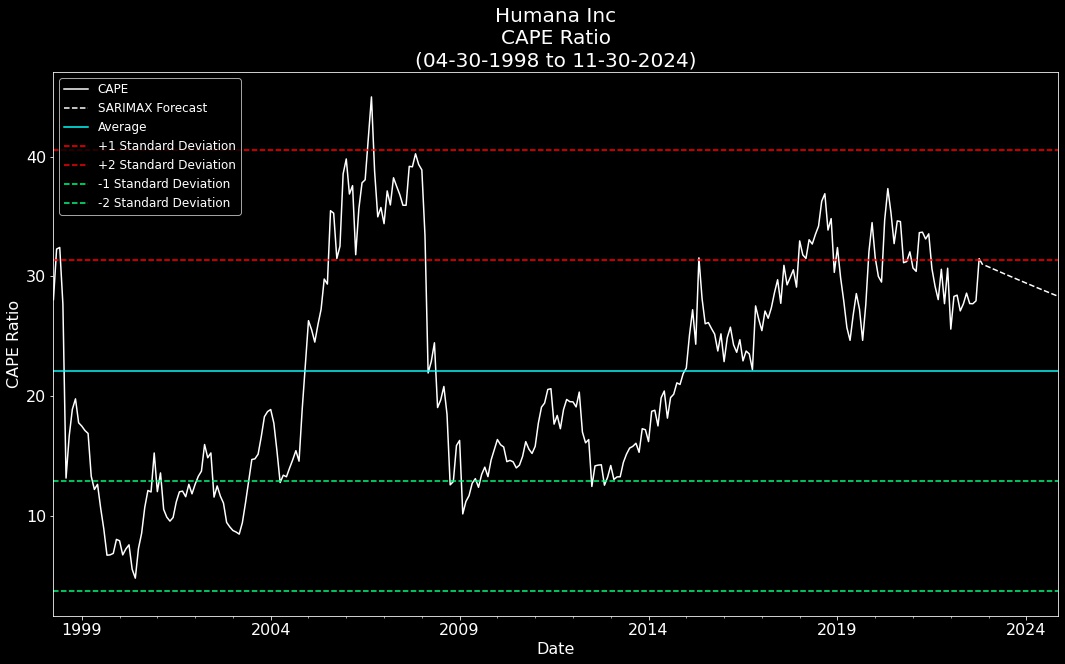 Humana Inc
CAPE Ratio
(04-30-1998 to 11-30-2024)
CAPE
SARIMAX Forecast
Average
+1 Standard Deviation
+2 Standard Deviation
-1 Standard Deviation
-2 Standard Deviation
CAPE Ratio
40
30
20
10
1999
2004
2009
2014
2019
2024
Date